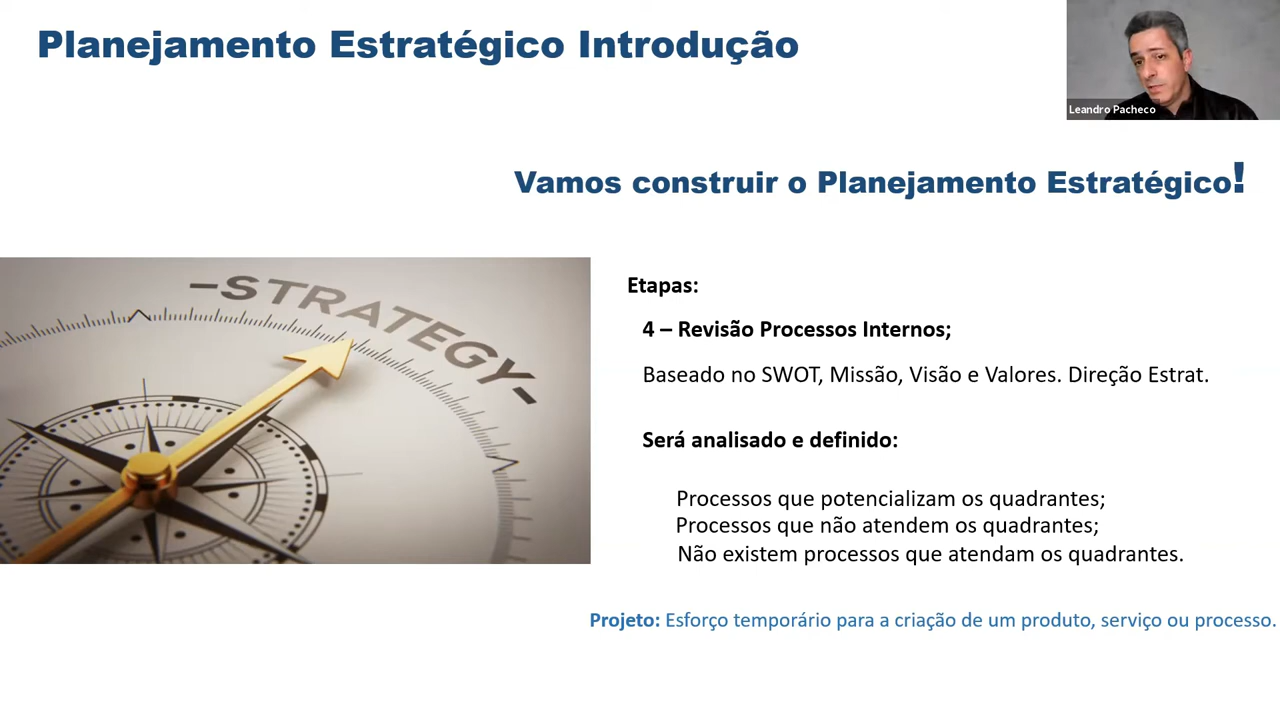 Planejamento Estratégico Introdução
Leandro Pacheco
Vamos construir o Planejamento Estratégico!
-STRATEGY-
Etapas:
4 – Revisão Processos Internos;
Baseado no SWOT, Missão, Visão e Valores. Direção Estrat.
Será analisado e definido:
Processos que potencializam os quadrantes;
Processos que não atendem os quadrantes;
Não existem processos que atendam os quadrantes.
Projeto: Esforço temporário para a criação de um produto, serviço ou processo.